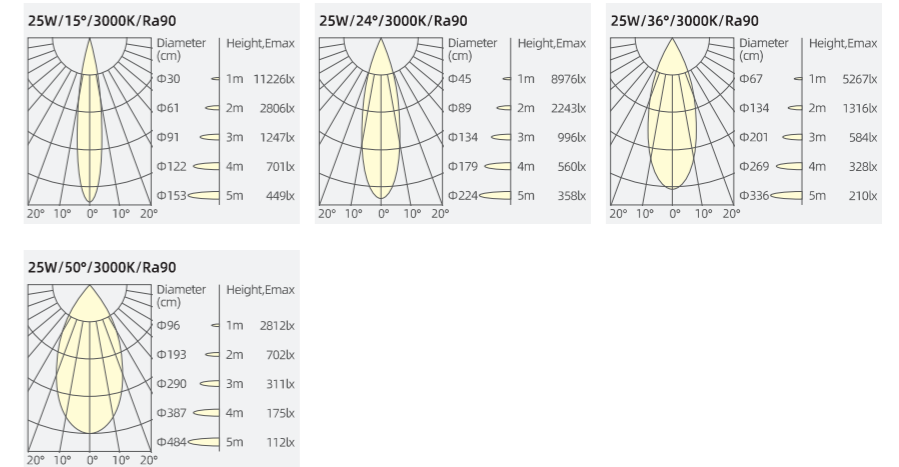 25W/15°/3000K/Ra90
Diameter (cm) Height,Emax
Φ30 1m 11226lx
Φ61 2m 2806lx
Φ91 3m 1247lx
Φ122 4m 701lx
Φ153 5m 449lx
20° 10° 0° 10° 20°
25W/24°/3000K/Ra90
Diameter (cm) Height,Emax
Φ45 1m 8976lx
Φ89 2m 2243lx
Φ134 3m 996lx
Φ179 4m 560lx
Φ224 5m 358lx
20° 10° 0° 10° 20°
25W/36°/3000K/Ra90
Diameter (cm) Height,Emax
Φ67 1m 5267lx
Φ134 2m 1316lx
Φ201 3m 584lx
Φ269 4m 328lx
Φ336 5m 210lx
20° 10° 0° 10° 20°
25W/50°/3000K/Ra90
Diameter (cm) Height,Emax
Φ96 1m 2812lx
Φ193 2m 702lx
Φ290 3m 311lx
Φ387 4m 175lx
Φ484 5m 112lx
20° 10° 0° 10° 20°